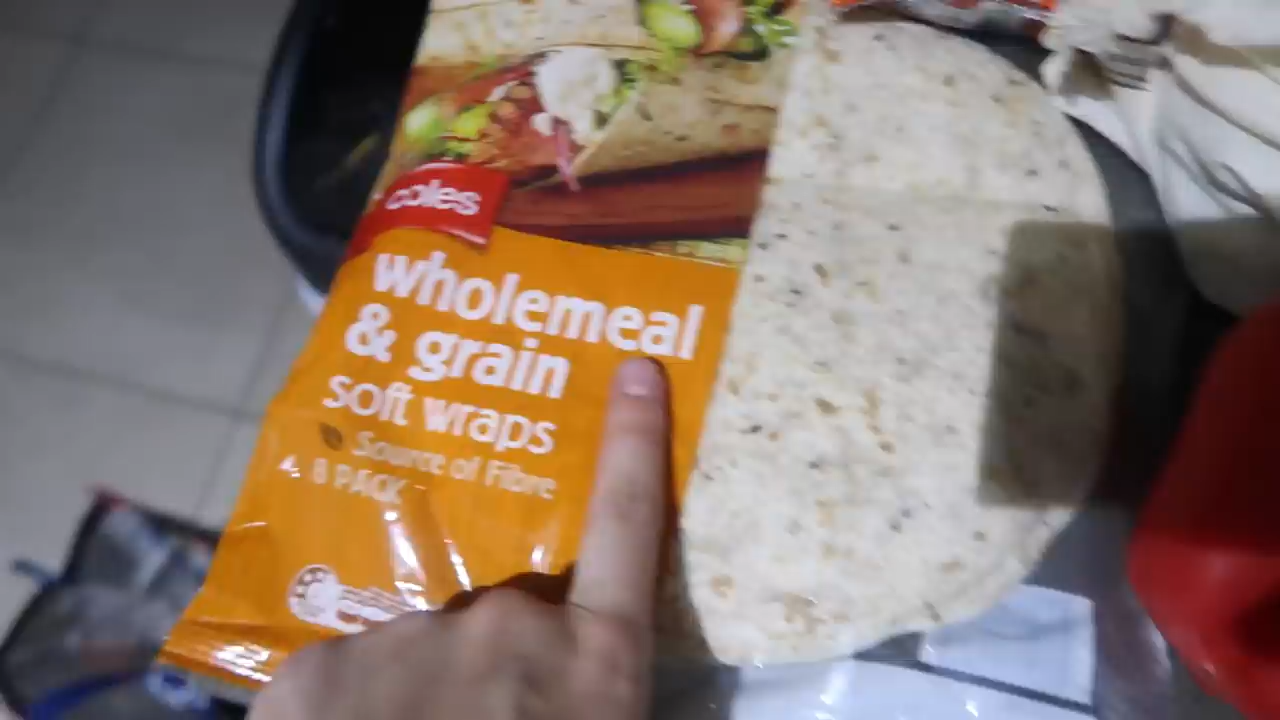 coles
wholemeal
& grain
soft wraps
Source of Fibre
8 PACK